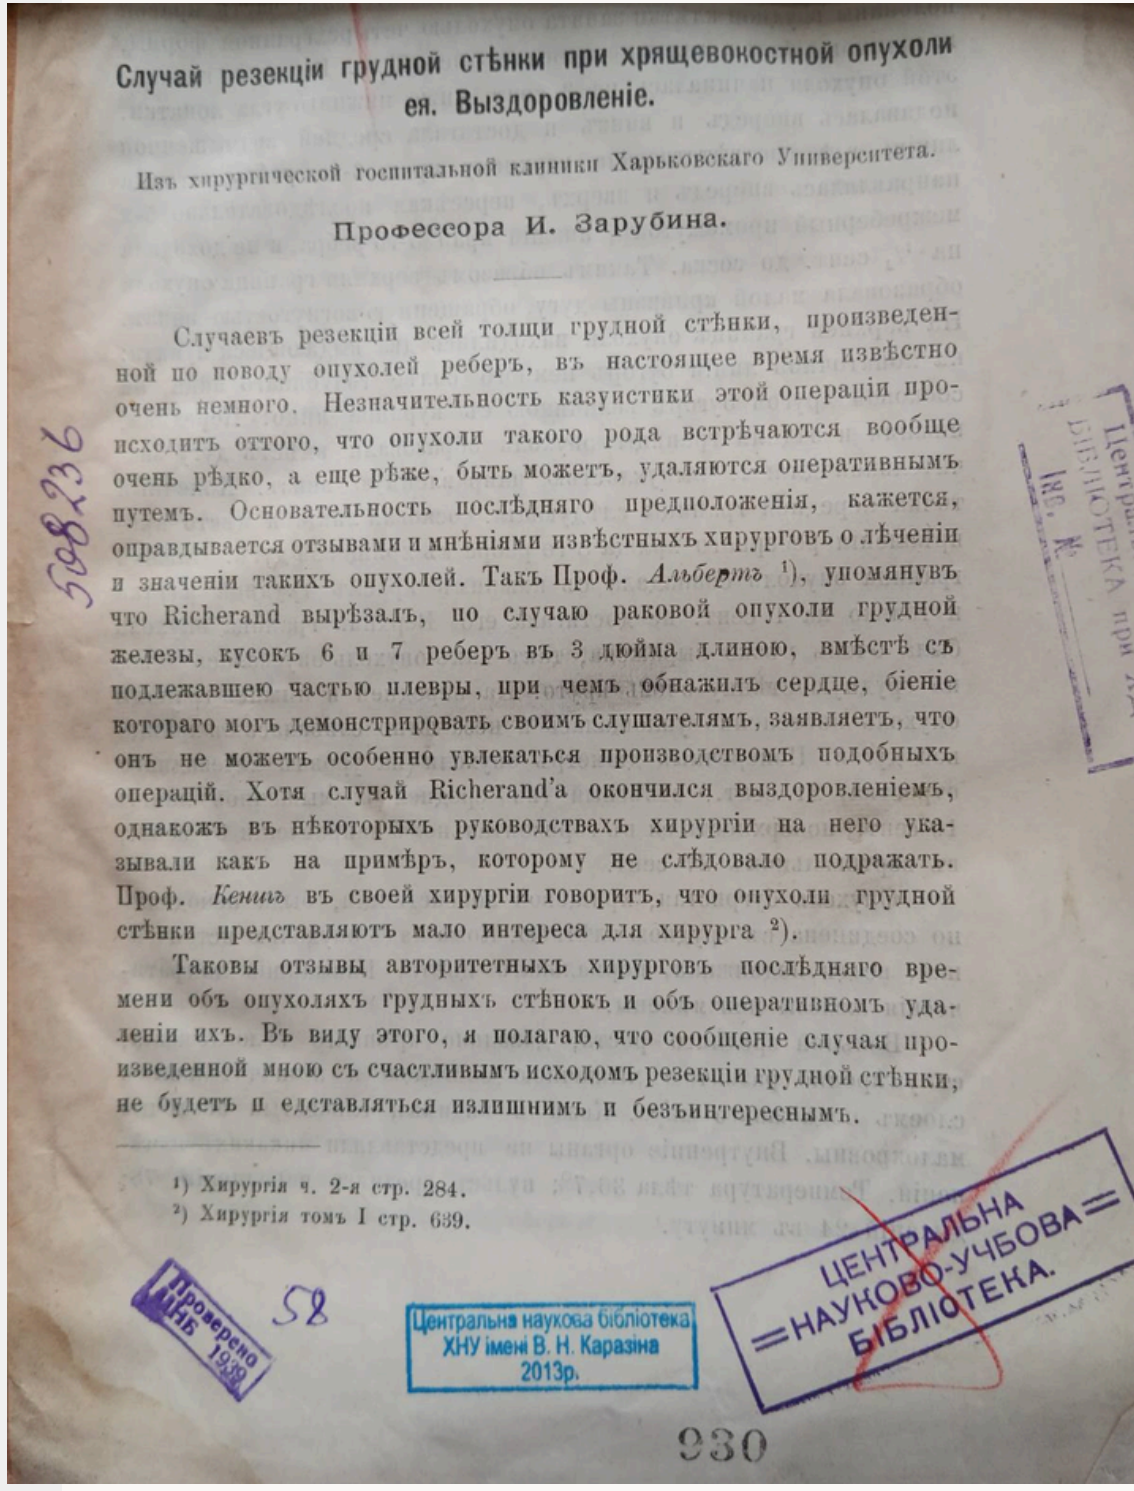 Случай резекціи грудной стѣнки при хрящевокостной опухоли
ея. Выздоровленіе.
Изъ хирургической госпитальной клиники Харьковскаго Университета.
Профессора И. Зарубина.
Случаевъ резекціи всей толщи грудной стѣнки, произведен-
ной по поводу опухолей реберъ, въ настоящее время извѣстно
очень немного. Незначительность казуистики этой операціи про-
исходитъ оттого, что опухоли такого рода встрѣчаются вообще
очень рѣдко, а еще рѣже, быть можетъ, удаляются оперативнымъ
путемъ. Основательность послѣдняго предположенія, кажется,
оправдывается отзывами и мнѣніями извѣстныхъ хирурговъ о лѣченіи
и значеніи такихъ опухолей. Такъ Проф. Альбертъ ¹), упомянувъ
что Richerand вырѣзалъ, по случаю раковой опухоли грудной
железы, кусокъ 6 и 7 реберъ въ 3 дюйма длиною, вмѣстѣ съ
подлежавшею частью плевры, при чемъ обнажилъ сердце, біеніе
котораго могъ демонстрировать своимъ слушателямъ, заявляетъ, что
онъ не можетъ особенно увлекаться производствомъ подобныхъ
операцій. Хотя случай Richerand'а окончился выздоровленіемъ,
однакожъ въ нѣкоторыхъ руководствахъ хирургіи на него ука-
зывали какъ на примѣръ, которому не слѣдовало подражать.
Проф. Кенигъ въ своей хирургіи говоритъ, что опухоли грудной
стѣнки представляютъ мало интереса для хирурга ²).
Таковы отзывы авторитетныхъ хирурговъ послѣдняго вре-
мени объ опухоляхъ грудныхъ стѣнокъ и объ оперативномъ уда-
леніи ихъ. Въ виду этого, я полагаю, что сообщеніе случая про-
изведенной мною съ счастливымъ исходомъ резекціи грудной стѣнки,
не будетъ п едставляться излишнимъ и безъинтереснымъ.
¹) Хирургія ч. 2-я стр. 284.
²) Хирургія томъ I стр. 639.
508236
Центральн
БІБЛІОТЕКА при
Інв. №
Проверено
ЦНБ
1939
58
Центральна наукова бібліотека
ХНУ імені В. Н. Каразіна
2013р.
ЦЕНТРАЛЬНА
НАУКОВО-УЧБОВА
БІБЛІОТЕКА.
930